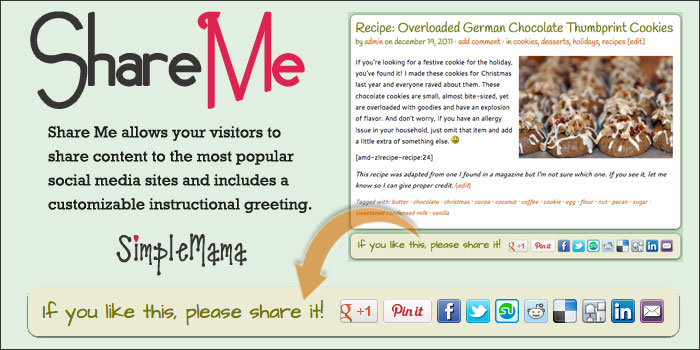 Share Me
Share Me allows your visitors to
share content to the most popular
social media sites and includes a
customizable instructional greeting.
SimpleMama
Recipe: Overloaded German Chocolate Thumbprint Cookies
by admin on december 19, 2011 · add comment · in cookies, desserts, holidays, recipes [edit]
If you're looking for a festive cookie for the holiday,
you've found it! I made these cookies for Christmas
last year and everyone raved about them. These
chocolate cookies are small, almost bite-sized, yet
are overloaded with goodies and have an explosion
of flavor. And don't worry, if you have an allergy
issue in your household, just omit that item and add
a little extra of something else.
[amd-zlrecipe-recipe:24]
This recipe was adapted from one I found in a magazine but I'm not sure which one. If you see it, let me
know so I can give proper credit. (edit)
Tagged with: butter · chocolate · christmas · cocoa · coconut · coffee · cookie · egg · flour · nut · pecan · sugar ·
sweetened condensed milk · vanilla
If you like this, please share it! g +1 Pin it f in
If you like this, please share it! g +1 Pin it f in